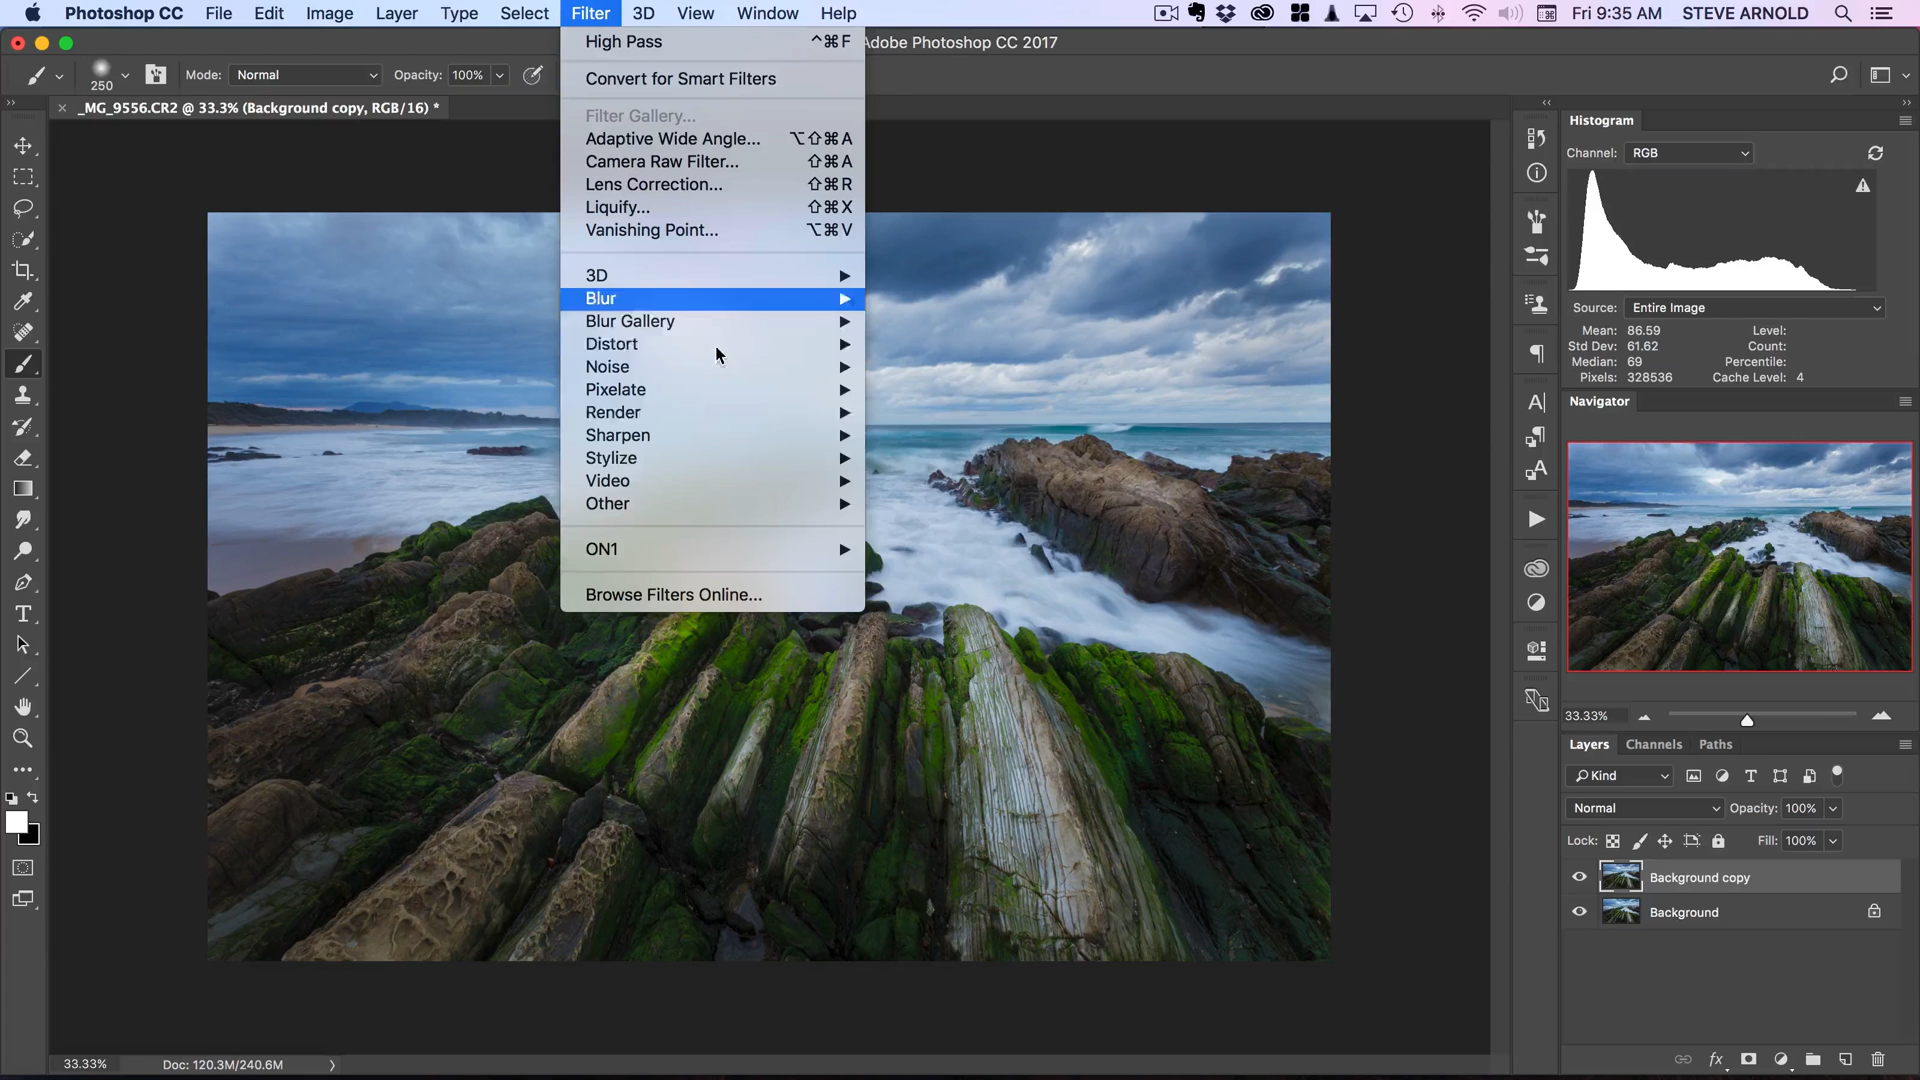 Photoshop CC File Edit Image Layer Type Select Filter 3D View Window Help Fri 9:35 AM STEVE ARNOLD
Adobe Photoshop CC 2017
250 Mode: Normal Opacity: 100%
_MG_9556.CR2 @ 33.3% (Background copy, RGB/16) *
High Pass ^⌘F
Convert for Smart Filters
Filter Gallery...
Adaptive Wide Angle... ⌥⇧⌘A
Camera Raw Filter... ⇧⌘A
Lens Correction... ⇧⌘R
Liquify... ⇧⌘X
Vanishing Point... ⌥⌘V
3D
Blur
Blur Gallery
Distort
Noise
Pixelate
Render
Sharpen
Stylize
Video
Other
ON1
Browse Filters Online...
Histogram
Channel: RGB
Source: Entire Image
Mean: 86.59 Level:
Std Dev: 61.62 Count:
Median: 69 Percentile:
Pixels: 328536 Cache Level: 4
Navigator
33.33%
Layers Channels Paths
Kind
Normal Opacity: 100%
Lock: Fill: 100%
Background copy
Background
fx
33.33% Doc: 120.3M/240.6M